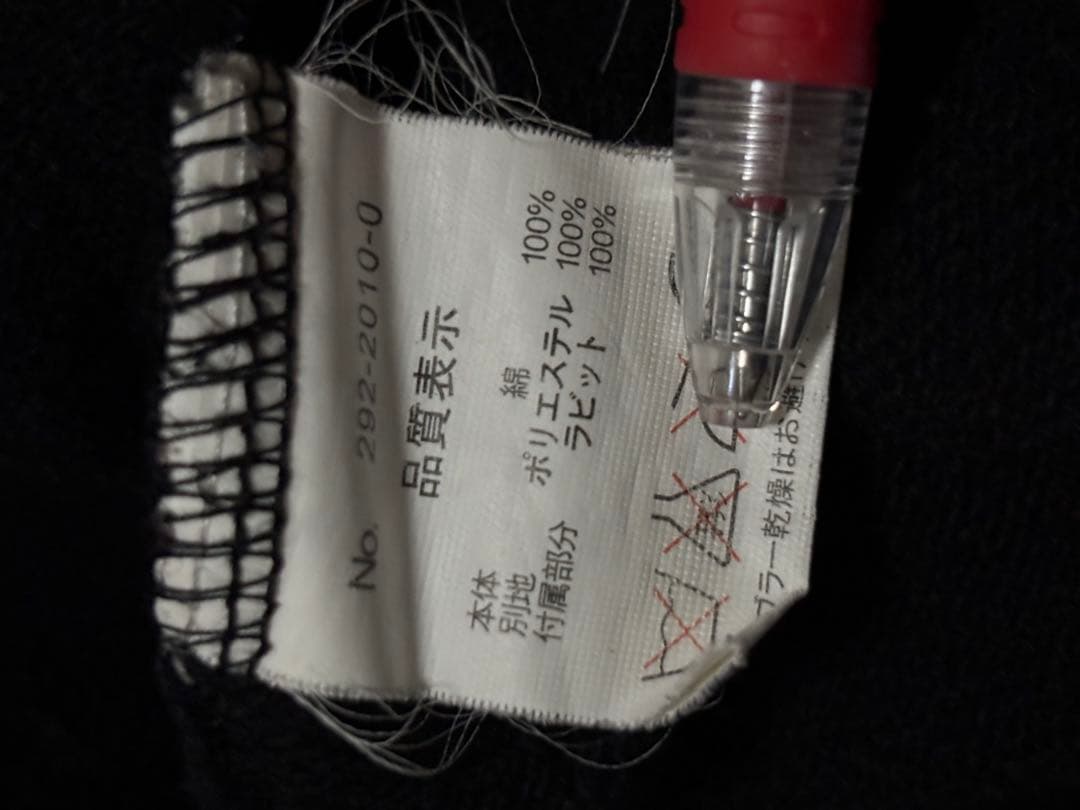 No. 292-2010-0
品質表示
本体 綿 100%
別地 ポリエステル 100%
付属部分 ラビット 100%
ブラー乾燥はお避け